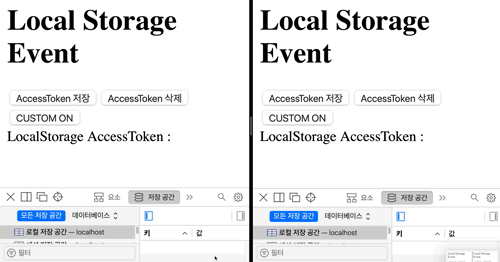 Local Storage
Event
AccessToken 저장 AccessToken 삭제
CUSTOM ON
LocalStorage AccessToken :
요소 저장 공간
모든 저장 공간 데이터베이스
로컬 저장 공간 — localhost
키 값
필터
Local Storage
Event
AccessToken 저장 AccessToken 삭제
CUSTOM ON
LocalStorage AccessToken :
요소 저장 공간
모든 저장 공간 데이터베이스
로컬 저장 공간 — localhost
키 값
필터